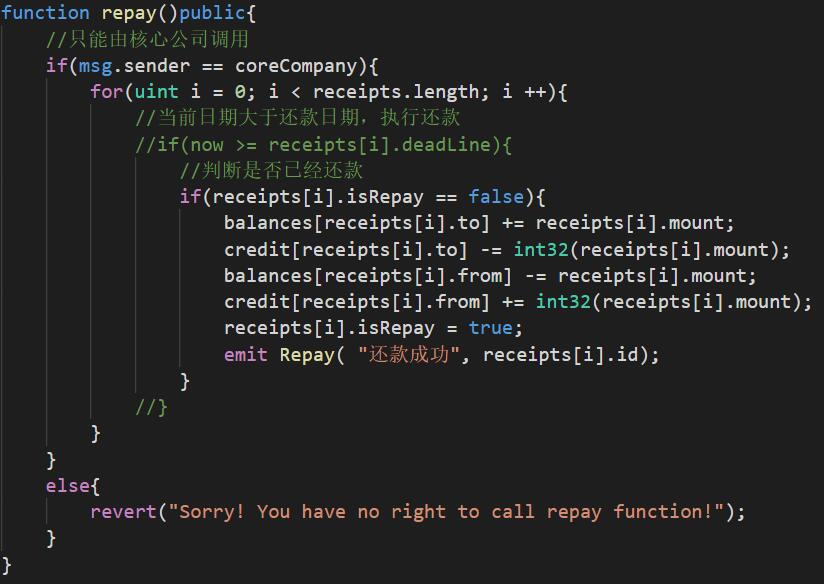 function repay()public{
    //只能由核心公司调用
    if(msg.sender == coreCompany){
        for(uint i = 0; i < receipts.length; i ++){
            //当前日期大于还款日期，执行还款
            //if(now >= receipts[i].deadLine){
                //判断是否已经还款
                if(receipts[i].isRepay == false){
                    balances[receipts[i].to] += receipts[i].mount;
                    credit[receipts[i].to] -= int32(receipts[i].mount);
                    balances[receipts[i].from] -= receipts[i].mount;
                    credit[receipts[i].from] += int32(receipts[i].mount);
                    receipts[i].isRepay = true;
                    emit Repay( "还款成功", receipts[i].id);
                }
            //}
        }
    }
    else{
        revert("Sorry! You have no right to call repay function!");
    }
}